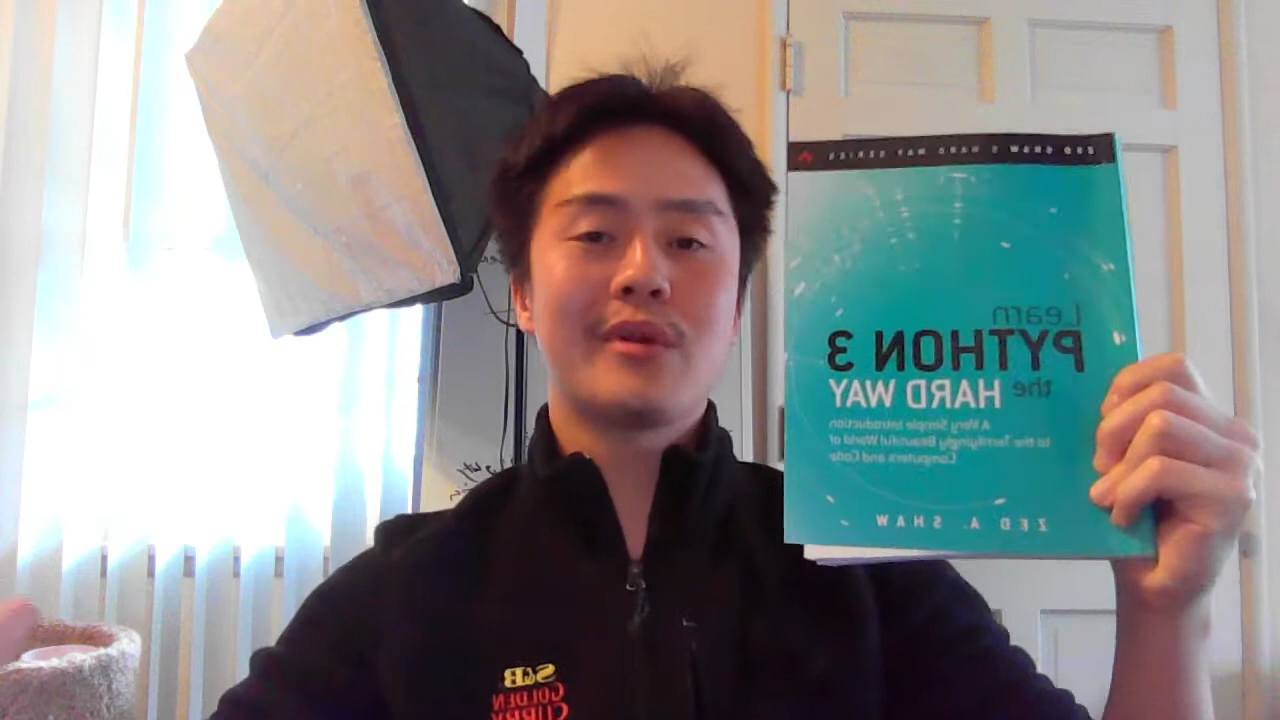 ZED SHAW'S HARD WAY SERIES
Learn
PYTHON 3
the HARD WAY
A Very Simple Introduction
to the Terrifyingly Beautiful World of
Computers and Code
ZED A. SHAW
S&B
GOLDEN
CURRY